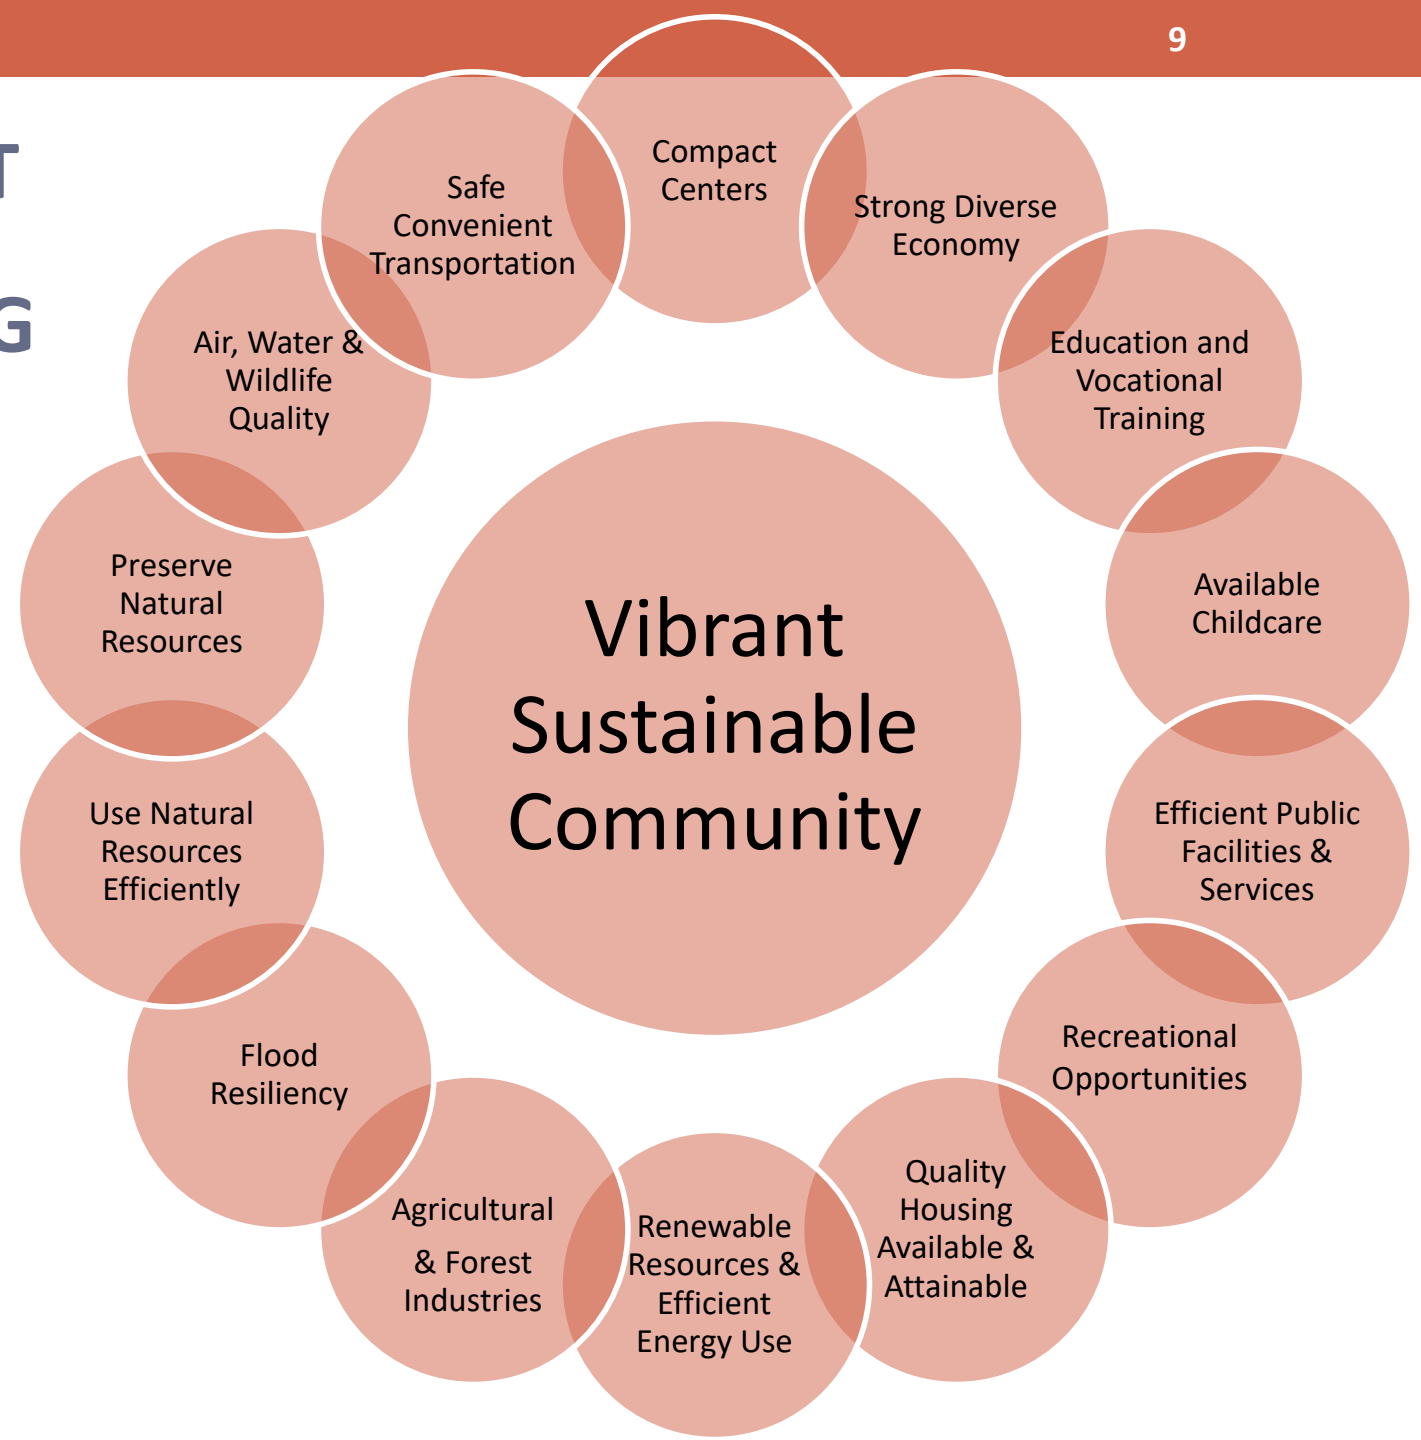 9
T
G
Compact
Centers
Strong Diverse
Economy
Education and
Vocational
Training
Available
Childcare
Efficient Public
Facilities &
Services
Recreational
Opportunities
Quality
Housing
Available &
Attainable
Renewable
Resources &
Efficient
Energy Use
Agricultural
& Forest
Industries
Flood
Resiliency
Use Natural
Resources
Efficiently
Preserve
Natural
Resources
Air, Water &
Wildlife
Quality
Safe
Convenient
Transportation
Vibrant
Sustainable
Community